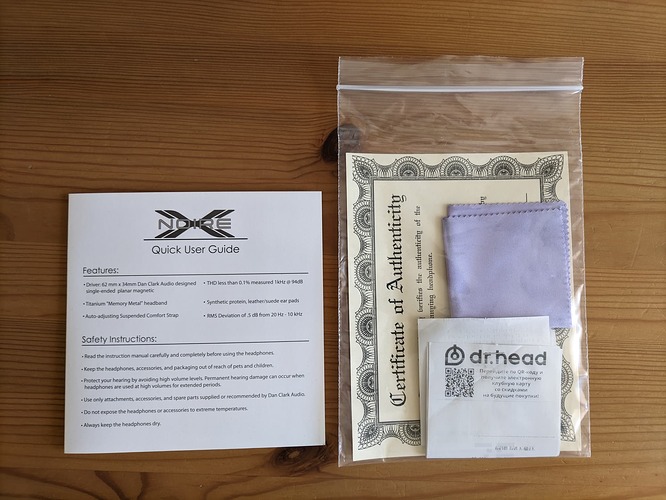 NOIRE X
Quick User Guide
Features:
• Driver: 62 mm x 34mm Dan Clark Audio designed
single-ended planar magnetic
• Titanium "Memory Metal" headband
• Auto-adjusting Suspended Comfort Strap
• THD less than 0.1% measured 1kHz @ 94dB
• Synthetic protein, leather/suede ear pads
• RMS Deviation of .5 dB from 20 Hz - 10 kHz
Safety Instructions:
• Read the instruction manual carefully and completely before using the headphones.
• Keep the headphones, accessories, and packaging out of reach of pets and children.
• Protect your hearing by avoiding high volume levels. Permanent hearing damage can occur when
headphones are used at high volumes for extended periods.
• Use only attachments, accessories, and spare parts supplied or recommended by Dan Clark Audio.
• Do not expose the headphones or accessories to extreme temperatures.
• Always keep the headphones dry.
Certificate of Authenticity
verifies the authenticity of the
headphone.
by
dr.head
Перейдите по QR-коду и
получите электронную
клубную карту
со скидками
на будущие покупки!